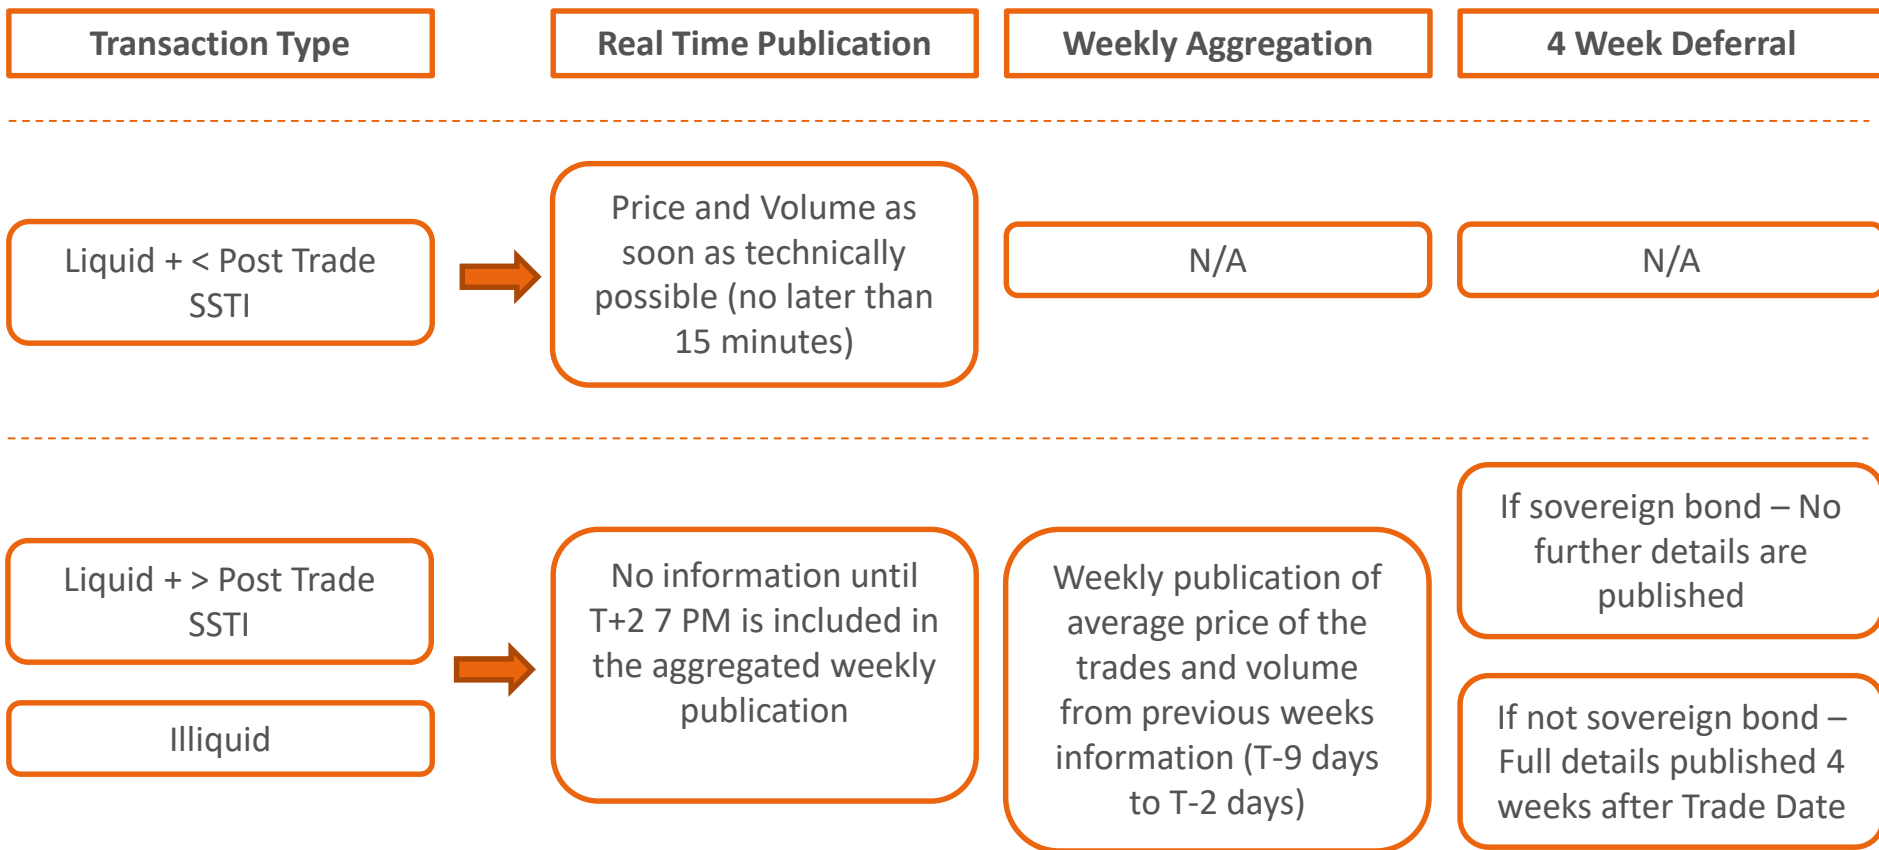 Transaction Type
Real Time Publication
Weekly Aggregation
4 Week Deferral
Liquid + < Post Trade
SSTI
Price and Volume as
soon as technically
possible (no later than
15 minutes)
N/A
N/A
Liquid + > Post Trade
SSTI
Illiquid
No information until
T+2 7 PM is included in
the aggregated weekly
publication
Weekly publication of
average price of the
trades and volume
from previous weeks
information (T-9 days
to T-2 days)
If sovereign bond – No
further details are
published
If not sovereign bond –
Full details published 4
weeks after Trade Date